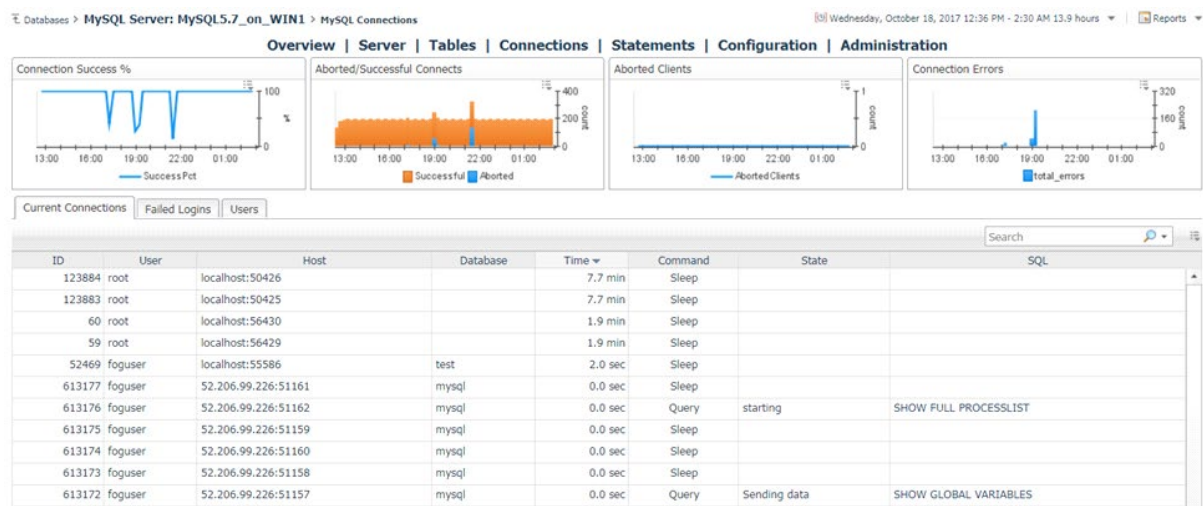 Databases > MySQL Server: MySQL5.7_on_WIN1 > MySQL Connections
Wednesday, October 18, 2017 12:36 PM - 2:30 AM 13.9 hours
Reports
Overview | Server | Tables | Connections | Statements | Configuration | Administration
Connection Success %
100
0
13:00 16:00 19:00 22:00 01:00
SuccessPct
Aborted/Successful Connects
400
200
0
count
13:00 16:00 19:00 22:00 01:00
Successful Aborted
Aborted Clients
1
0
count
13:00 16:00 19:00 22:00 01:00
AbortedClients
Connection Errors
320
160
0
count
13:00 16:00 19:00 22:00 01:00
total_errors
Current Connections Failed Logins Users
Search
ID User Host Database Time Command State SQL
123884 root localhost:50426 7.7 min Sleep
123883 root localhost:50425 7.7 min Sleep
60 root localhost:56430 1.9 min Sleep
59 root localhost:56429 1.9 min Sleep
52469 foguser localhost:55586 test 2.0 sec Sleep
613177 foguser 52.206.99.226:51161 mysql 0.0 sec Sleep
613176 foguser 52.206.99.226:51162 mysql 0.0 sec Query starting SHOW FULL PROCESSLIST
613175 foguser 52.206.99.226:51159 mysql 0.0 sec Sleep
613174 foguser 52.206.99.226:51160 mysql 0.0 sec Sleep
613173 foguser 52.206.99.226:51158 mysql 0.0 sec Sleep
613172 foguser 52.206.99.226:51157 mysql 0.0 sec Query Sending data SHOW GLOBAL VARIABLES